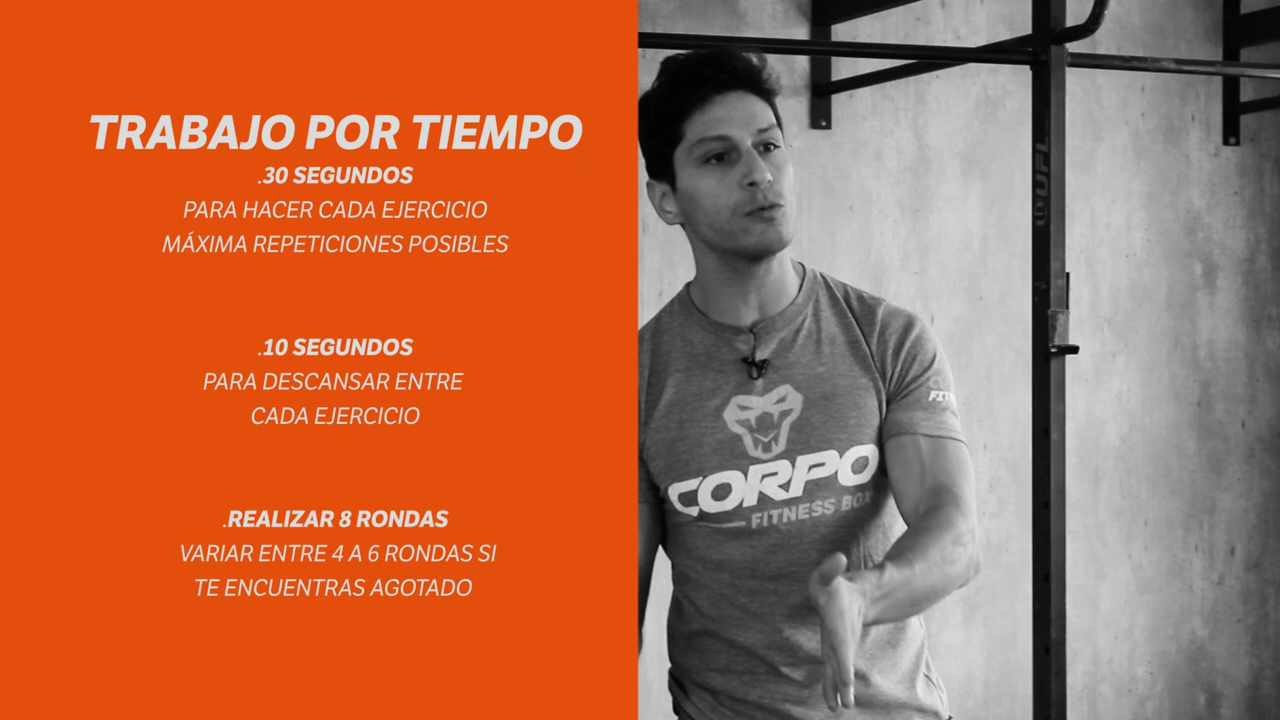 TRABAJO POR TIEMPO
.30 SEGUNDOS
PARA HACER CADA EJERCICIO
MÁXIMA REPETICIONES POSIBLES
.10 SEGUNDOS
PARA DESCANSAR ENTRE
CADA EJERCICIO
.REALIZAR 8 RONDAS
VARIAR ENTRE 4 A 6 RONDAS SI
TE ENCUENTRAS AGOTADO
CORPO
FITNESS BOX